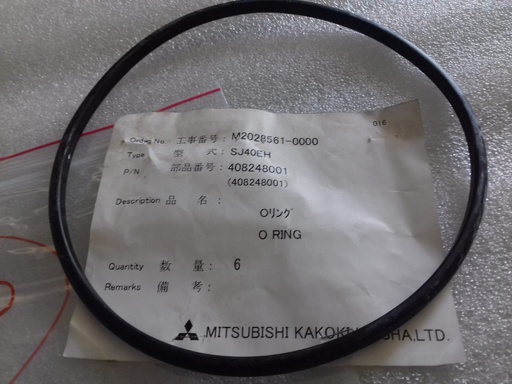 016
Order No 工事番号: M2028561-0000
Type 型 式: SJ40EH
P/N 部品番号: 408248001
(408248001)
Description 品 名:
Oリング
O RING
Quantity 数 量: 6
Remarks 備 考:
MITSUBISHI KAKOKI LTD.